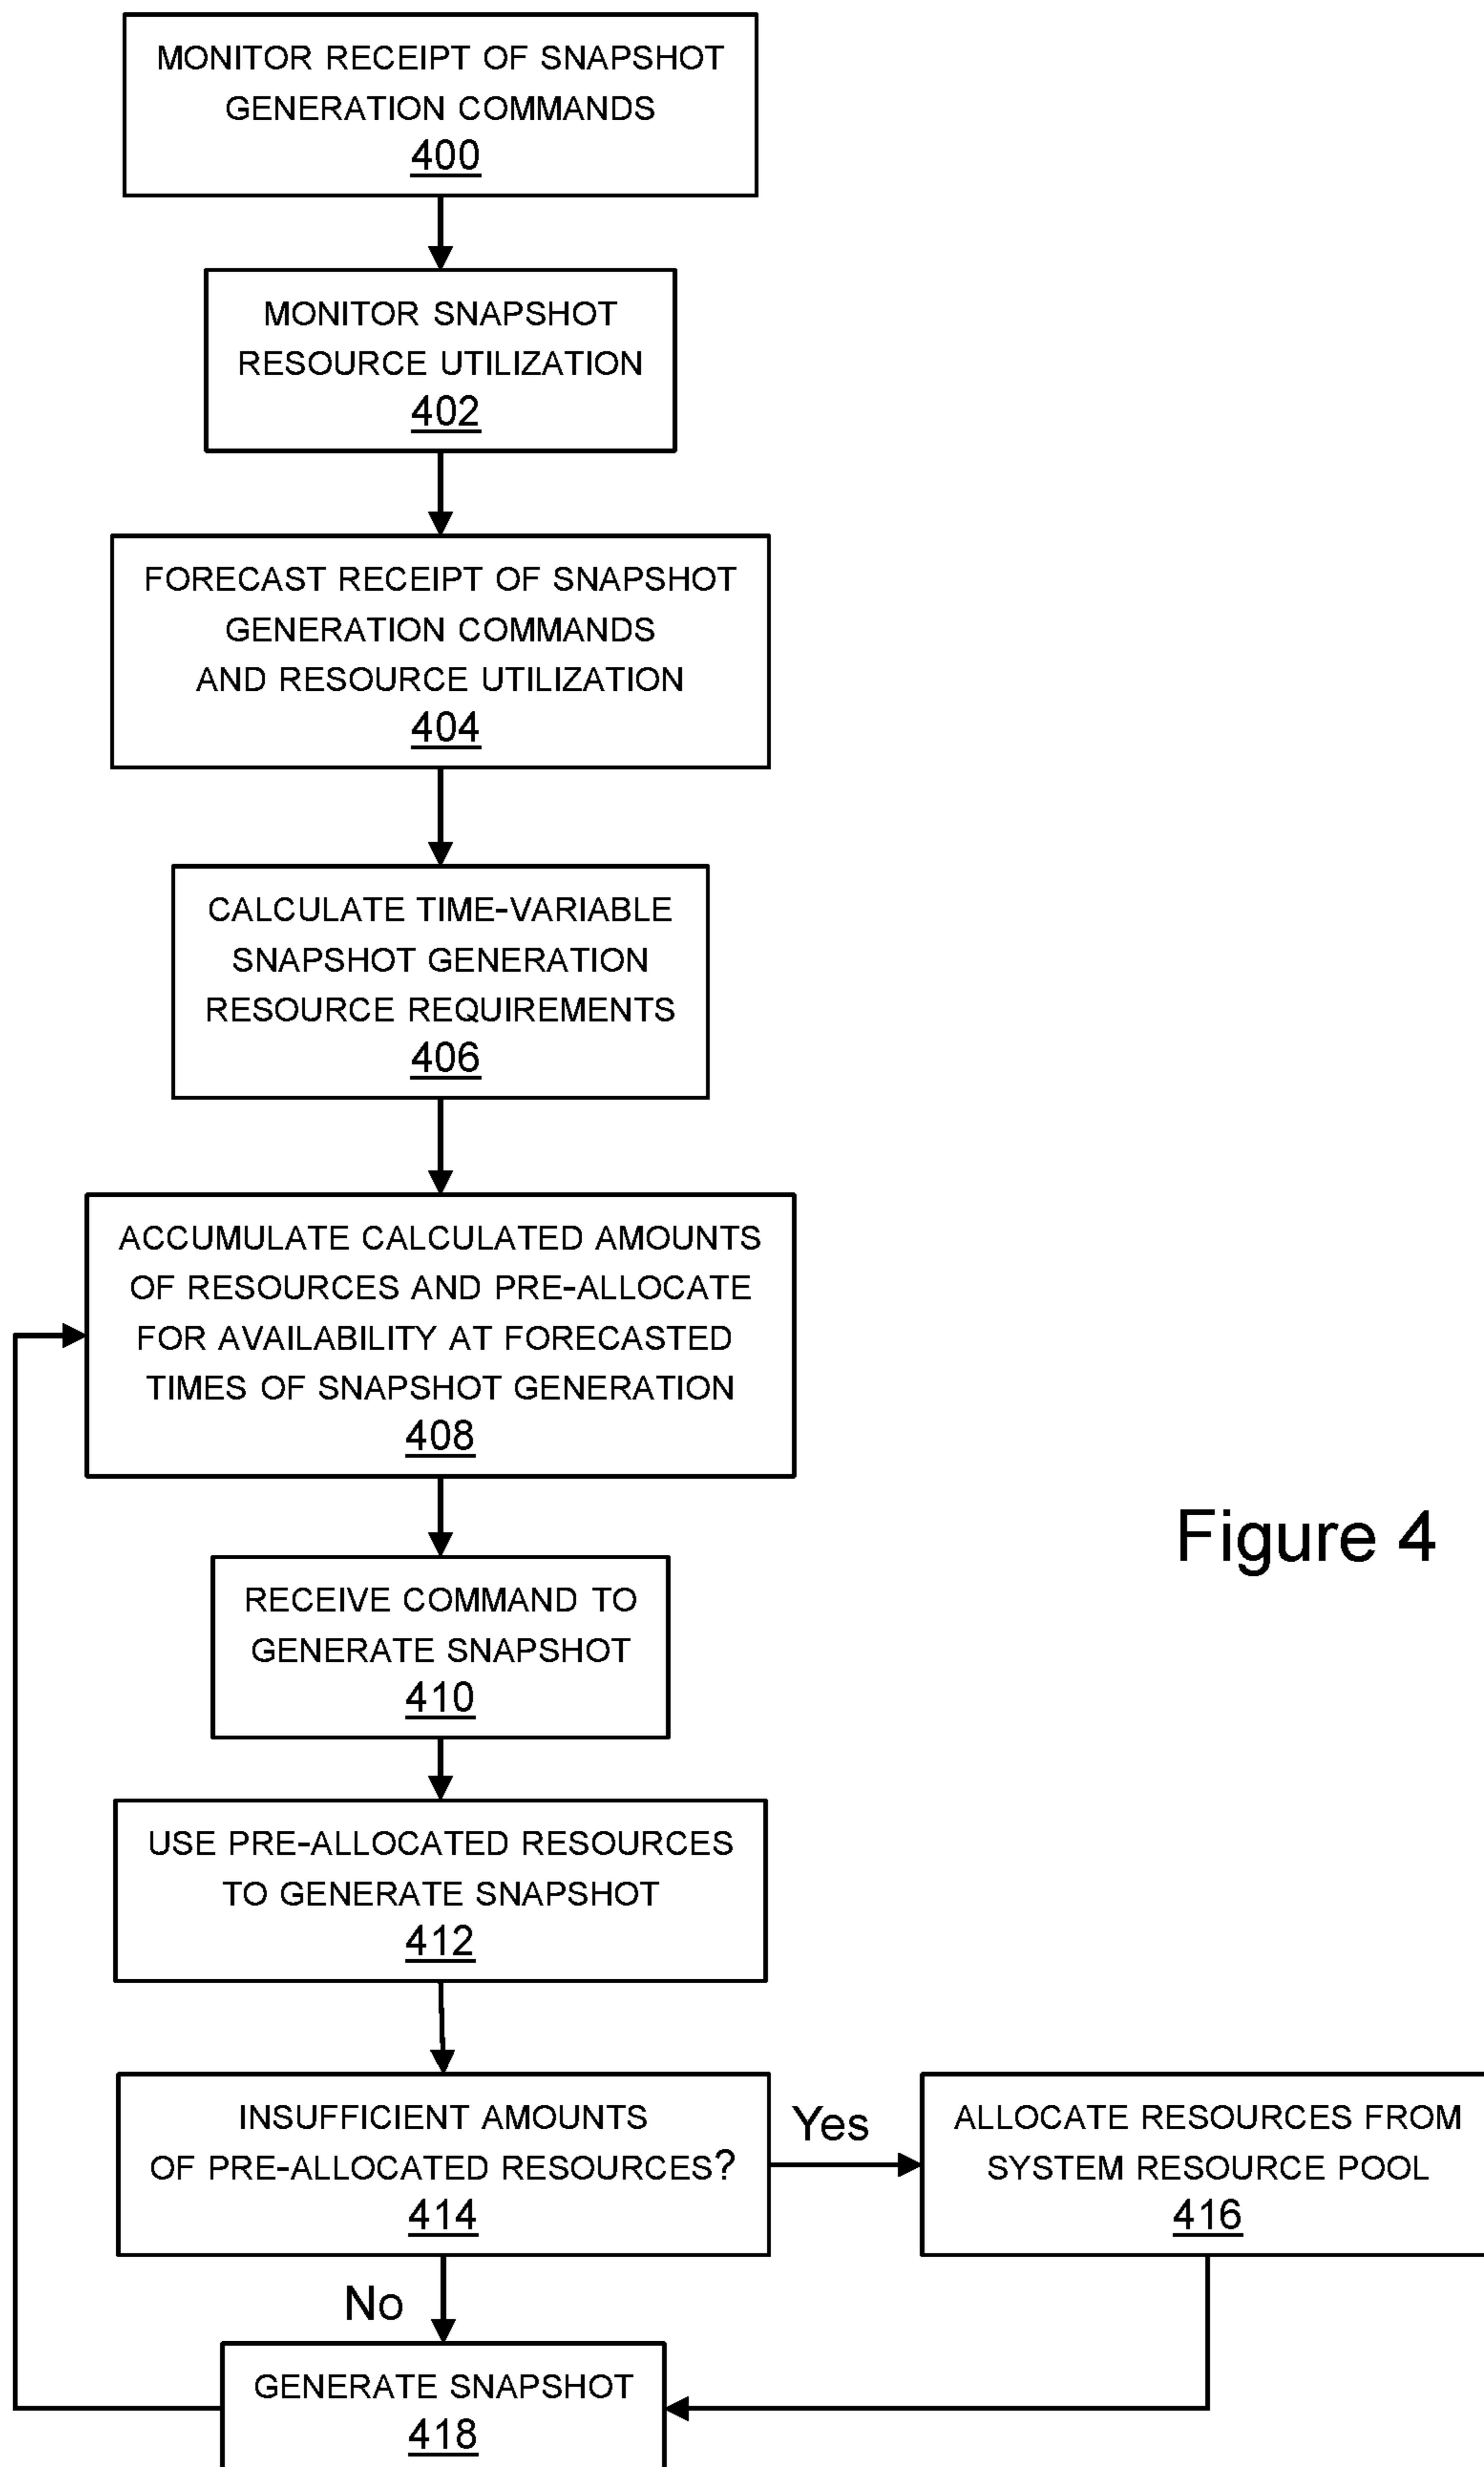 MONITOR RECEIPT OF SNAPSHOT
GENERATION COMMANDS
400
MONITOR SNAPSHOT
RESOURCE UTILIZATION
402
FORECAST RECEIPT OF SNAPSHOT
GENERATION COMMANDS
AND RESOURCE UTILIZATION
404
CALCULATE TIME-VARIABLE
SNAPSHOT GENERATION
RESOURCE REQUIREMENTS
406
ACCUMULATE CALCULATED AMOUNTS
OF RESOURCES AND PRE-ALLOCATE
FOR AVAILABILITY AT FORECASTED
TIMES OF SNAPSHOT GENERATION
408
Figure 4
RECEIVE COMMAND TO
GENERATE SNAPSHOT
410
USE PRE-ALLOCATED RESOURCES
TO GENERATE SNAPSHOT
412
INSUFFICIENT AMOUNTS
OF PRE-ALLOCATED RESOURCES?
414
Yes
ALLOCATE RESOURCES FROM
SYSTEM RESOURCE POOL
416
No
GENERATE SNAPSHOT
418